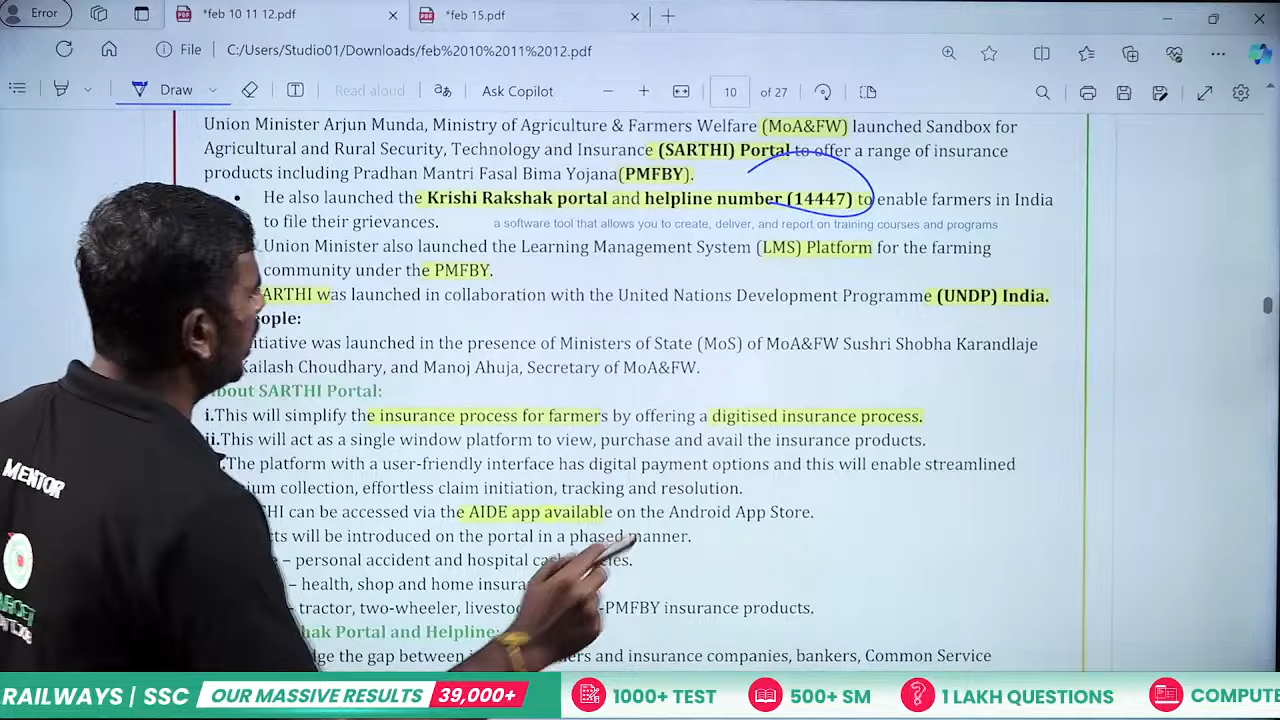 Error
*feb 10 11 12.pdf
*feb 15.pdf
File
C:/Users/Studio01/Downloads/feb%2010%2011%2012.pdf
Draw
Read aloud
Ask Copilot
10
of 27
Union Minister Arjun Munda, Ministry of Agriculture & Farmers Welfare (MoA&FW) launched Sandbox for
Agricultural and Rural Security, Technology and Insurance (SARTHI) Portal to offer a range of insurance
products including Pradhan Mantri Fasal Bima Yojana(PMFBY).
• He also launched the Krishi Rakshak portal and helpline number (14447) to enable farmers in India
to file their grievances.
a software tool that allows you to create, deliver, and report on training courses and programs
Union Minister also launched the Learning Management System (LMS) Platform for the farming
community under the PMFBY.
ARTHI was launched in collaboration with the United Nations Development Programme (UNDP) India.
eople:
itiative was launched in the presence of Ministers of State (MoS) of MoA&FW Sushri Shobha Karandlaje
Kailash Choudhary, and Manoj Ahuja, Secretary of MoA&FW.
bout SARTHI Portal:
i.This will simplify the insurance process for farmers by offering a digitised insurance process.
ii.This will act as a single window platform to view, purchase and avail the insurance products.
The platform with a user-friendly interface has digital payment options and this will enable streamlined
ium collection, effortless claim initiation, tracking and resolution.
HI can be accessed via the AIDE app available on the Android App Store.
cts will be introduced on the portal in a phased manner.
– personal accident and hospital cash
– health, shop and home insura
– tractor, two-wheeler, livestoc -PMFBY insurance products.
hak Portal and Helpline:
dge the gap between and insurance companies, bankers, Common Service
MENTOR
RAILWAYS | SSC
OUR MASSIVE RESULTS 39,000+
1000+ TEST
500+ SM
1 LAKH QUESTIONS
COMPUTE